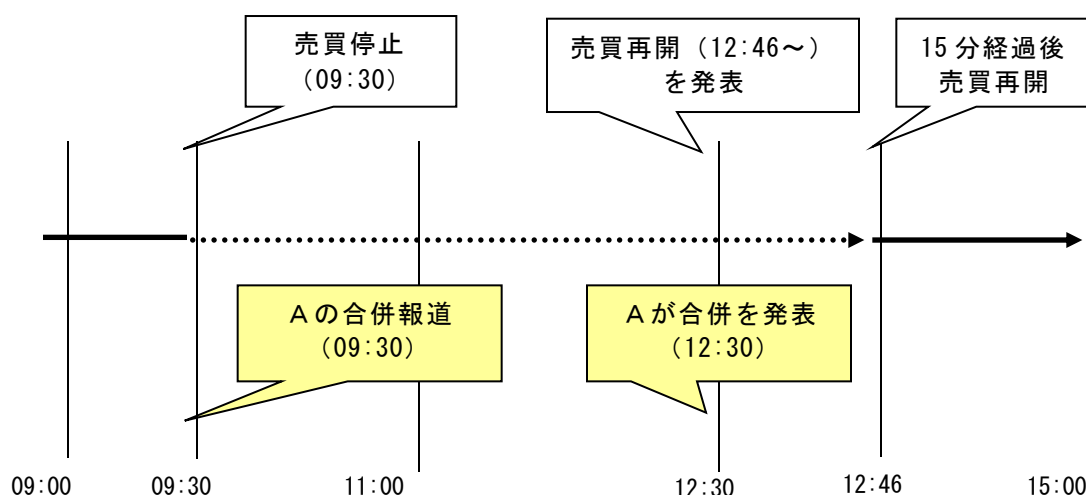 売買停止
（09:30）
売買再開（12:46～）
を発表
15分経過後
売買再開
Ａの合併報道
（09:30）
Ａが合併を発表
（12:30）
09:00
09:30
11:00
12:30
12:46
15:00